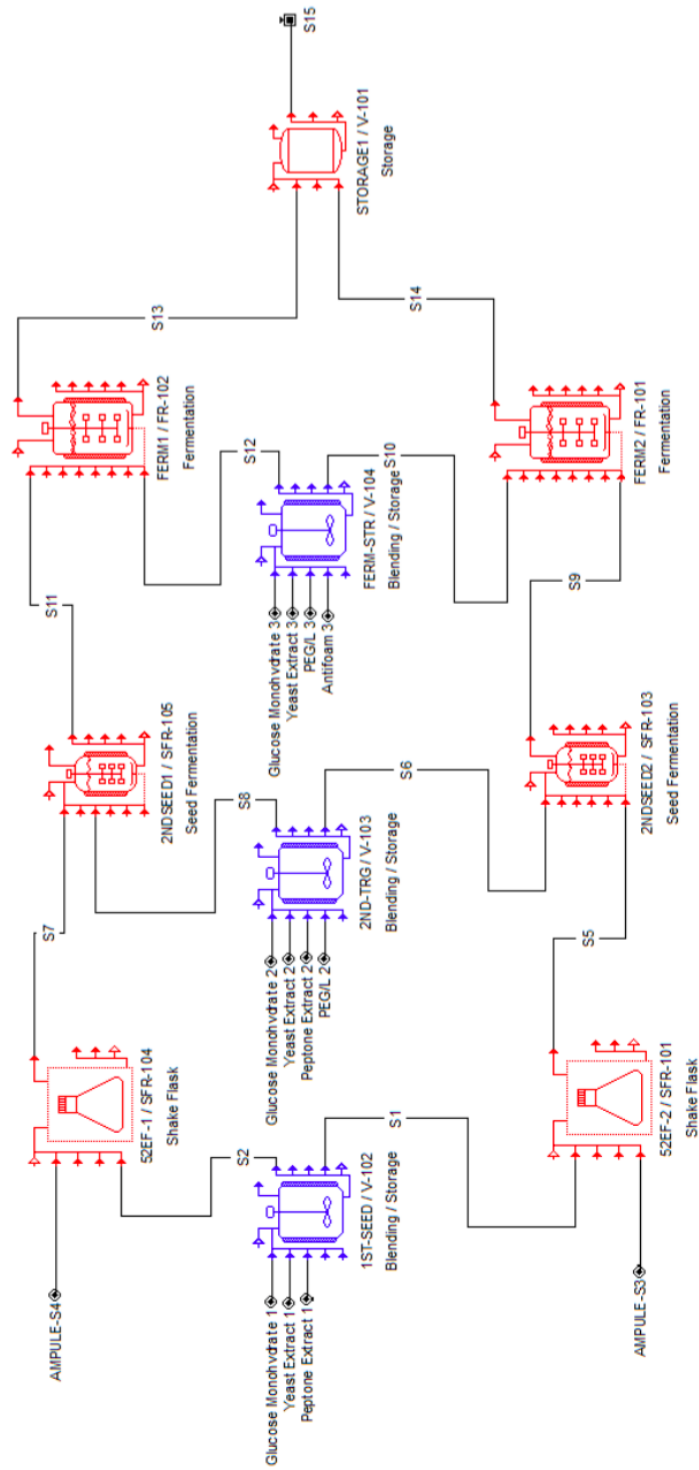 S7
S11
S13
AMPULE-S4
52EF-1 / SFR-104
Shake Flask
2NDSEED1 / SFR-105
Seed Fermentation
FERM1 / FR-102
Fermentation
S2
S8
S12
S15
Glucose Monohydrate 1
Yeast Extract 1
Peptone Extract 1
1ST-SEED / V-102
Blending / Storage
Glucose Monohydrate 2
Yeast Extract 2
Peptone Extract 2
PEG/L 2
2ND-TRG / V-103
Blending / Storage
Glucose Monohydrate 3
Yeast Extract 3
PEG/L 3
Antifoam 3
FERM-STR / V-104
Blending / Storage
STORAGE1 / V-101
Storage
S1
S6
S10
S14
AMPULE-S3
52EF-2 / SFR-101
Shake Flask
S5
2NDSEED2 / SFR-103
Seed Fermentation
S9
FERM2 / FR-101
Fermentation